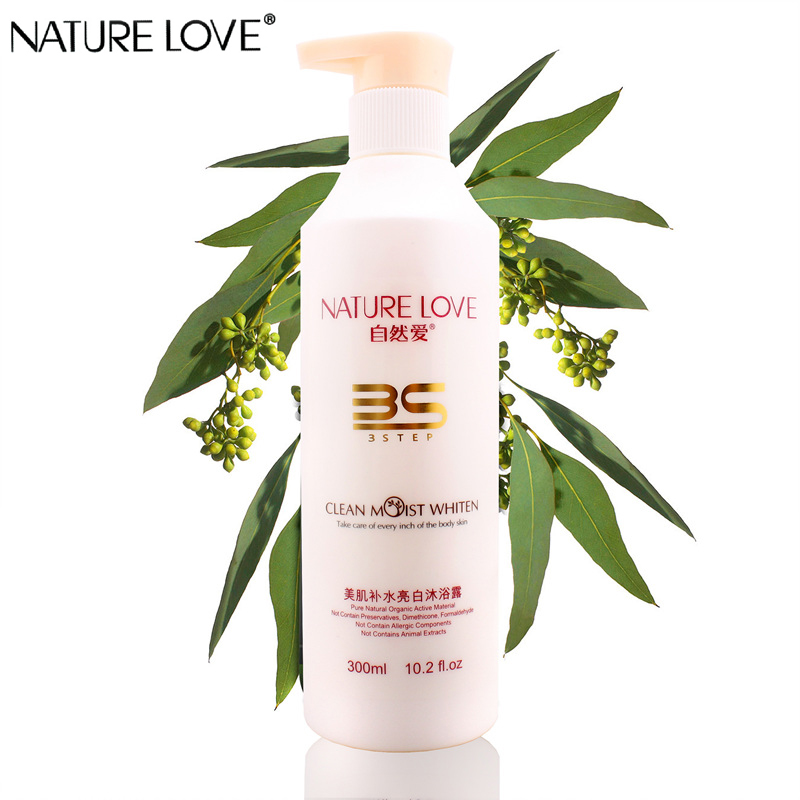 NATURE LOVE®
NATURE LOVE
自然爱®
3S
3STEP
CLEAN MOIST WHITEN
Take care of every inch of the body skin
美肌补水亮白沐浴露
Pure Natural Organic Active Material
Not Contain Preservatives, Dimethicone, Formaldehyde
Not Contain Allergic Components
Not Contains Animal Extracts
300ml 10.2 fl.oz